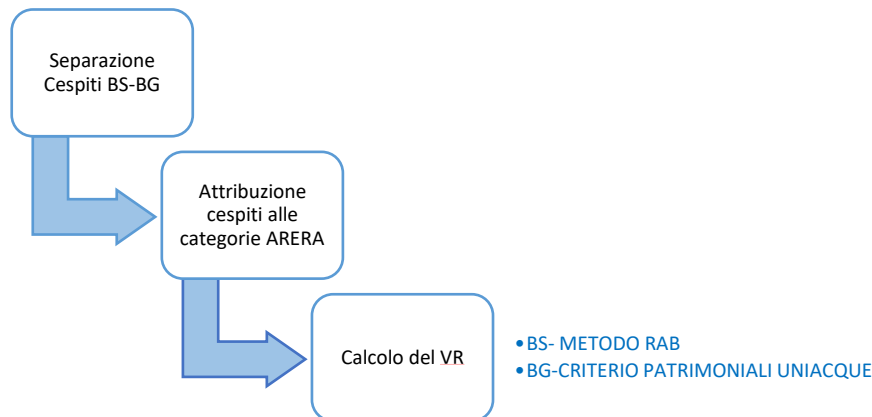 Separazione
Cespiti BS-BG
Attribuzione
cespiti alle
categorie ARERA
Calcolo del VR
•BS- METODO RAB
•BG-CRITERIO PATRIMONIALI UNIACQUE